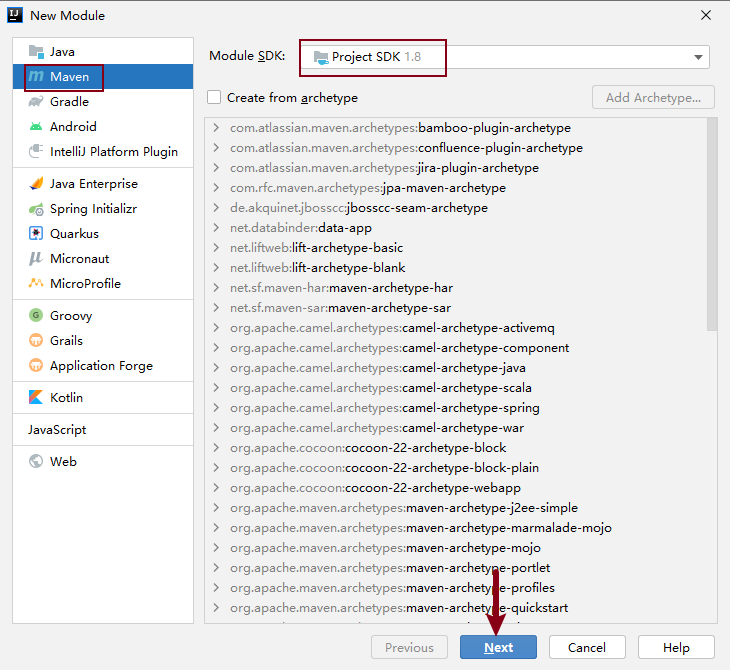 New Module
Java
Maven
Gradle
Android
IntelliJ Platform Plugin
Java Enterprise
Spring Initializr
Quarkus
Micronaut
MicroProfile
Groovy
Grails
Application Forge
Kotlin
JavaScript
Web
Module SDK: Project SDK 1.8
Create from archetype
Add Archetype...
com.atlassian.maven.archetypes:bamboo-plugin-archetype
com.atlassian.maven.archetypes:confluence-plugin-archetype
com.atlassian.maven.archetypes:jira-plugin-archetype
com.rfc.maven.archetypes:jpa-maven-archetype
de.akquinet.jbosscc:jbosscc-seam-archetype
net.databinder:data-app
net.liftweb:lift-archetype-basic
net.liftweb:lift-archetype-blank
net.sf.maven-har:maven-archetype-har
net.sf.maven-sar:maven-archetype-sar
org.apache.camel.archetypes:camel-archetype-activemq
org.apache.camel.archetypes:camel-archetype-component
org.apache.camel.archetypes:camel-archetype-java
org.apache.camel.archetypes:camel-archetype-scala
org.apache.camel.archetypes:camel-archetype-spring
org.apache.camel.archetypes:camel-archetype-war
org.apache.cocoon:cocoon-22-archetype-block
org.apache.cocoon:cocoon-22-archetype-block-plain
org.apache.cocoon:cocoon-22-archetype-webapp
org.apache.maven.archetypes:maven-archetype-j2ee-simple
org.apache.maven.archetypes:maven-archetype-marmalade-mojo
org.apache.maven.archetypes:maven-archetype-mojo
org.apache.maven.archetypes:maven-archetype-portlet
org.apache.maven.archetypes:maven-archetype-profiles
org.apache.maven.archetypes:maven-archetype-quickstart
Previous
Next
Cancel
Help